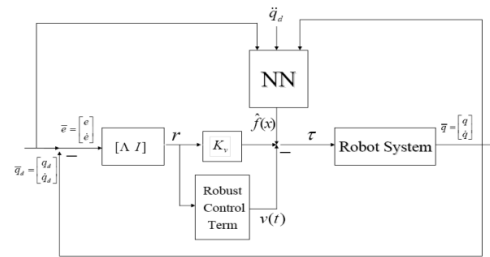 q̈_d
NN
f̂(x)
e̅ = [e ė]
[Λ I]
r
K_v
τ
Robot System
q̅ = [q q̇]
−
−
q̅_d = [q_d q̇_d]
Robust
Control
Term
v(t)